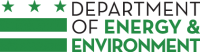 DEPARTMENT
OF ENERGY &
ENVIRONMENT